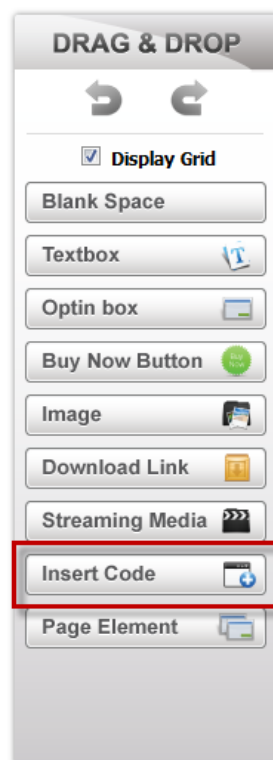 DRAG & DROP
Display Grid
Blank Space
Textbox
T
Optin box
Buy Now Button
Buy
Now
Image
Download Link
Streaming Media
Insert Code
Page Element